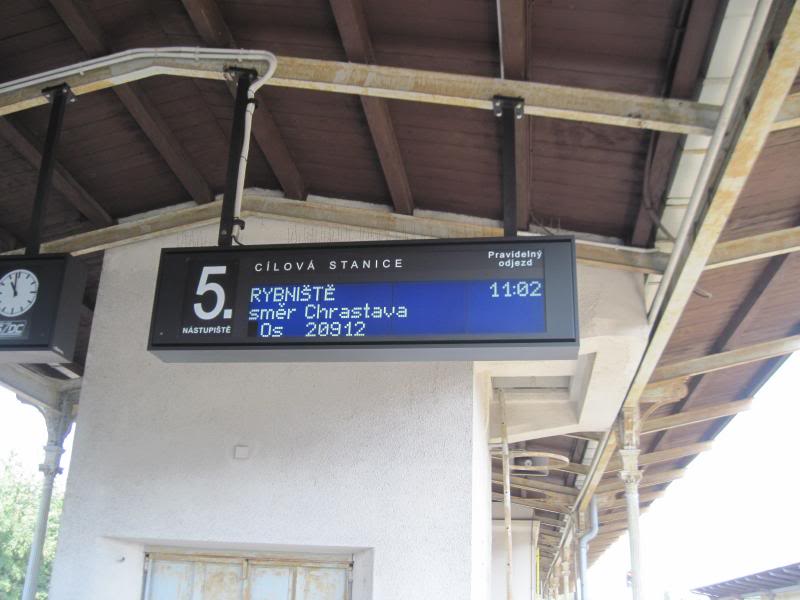 5.
NÁSTUPIŠTĚ
CÍLOVÁ STANICE
Pravidelný
odjezd
RYBNIŠTĚ 11:02
směr Chrastava
Os 20912